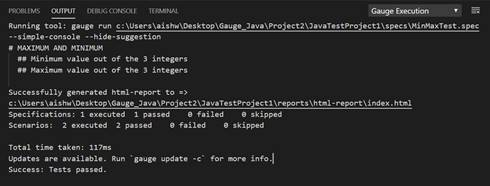 PROBLEMS OUTPUT DEBUG CONSOLE TERMINAL Gauge Execution
Running tool: gauge run c:\Users\aishw\Desktop\Gauge_Java\Project2\JavaTestProject1\specs\MinMaxTest.spec
--simple-console --hide-suggestion
# MAXIMUM AND MINIMUM
## Minimum value out of the 3 integers
## Maximum value out of the 3 integers
Successfully generated html-report to =>
c:\Users\aishw\Desktop\Gauge_Java\Project2\JavaTestProject1\reports\html-report\index.html
Specifications: 1 executed 1 passed 0 failed 0 skipped
Scenarios: 2 executed 2 passed 0 failed 0 skipped
Total time taken: 117ms
Updates are available. Run `gauge update -c` for more info.
Success: Tests passed.